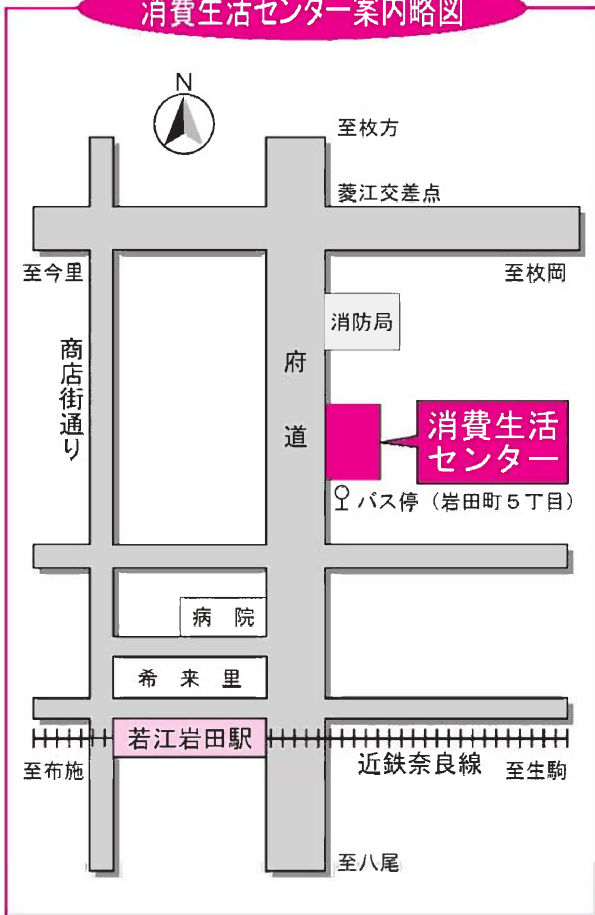 消費生活センター案内略図
N
至枚方
菱江交差点
至今里
至枚岡
消防局
商店街通り
府道
消費生活
センター
バス停（岩田町５丁目）
病　院
希　来　里
若江岩田駅
近鉄奈良線
至布施
至生駒
至八尾